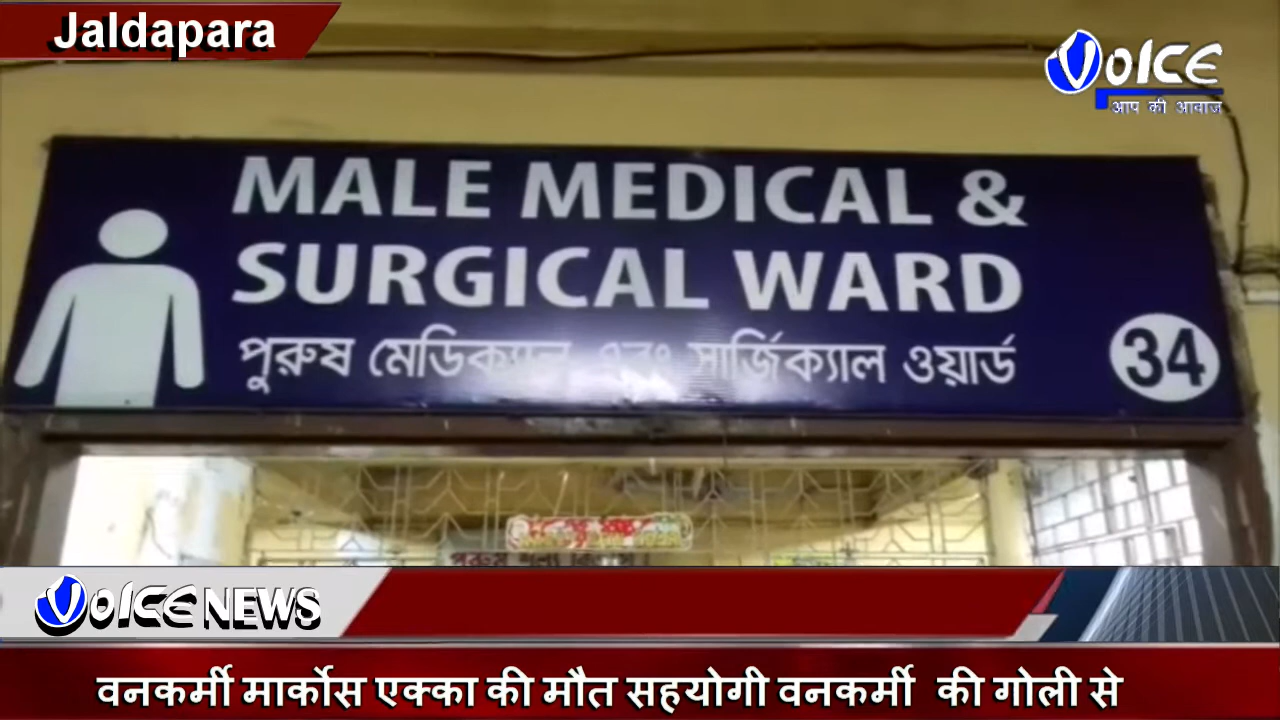 Jaldapara
VOICE
आप की आवाज
MALE MEDICAL &
SURGICAL WARD
পুরুষ মেডিক্যাল এবং সার্জিক্যাল ওয়ার্ড
34
VOICE NEWS
वनकर्मी मार्कोस एक्का की मौत सहयोगी वनकर्मी की गोली से